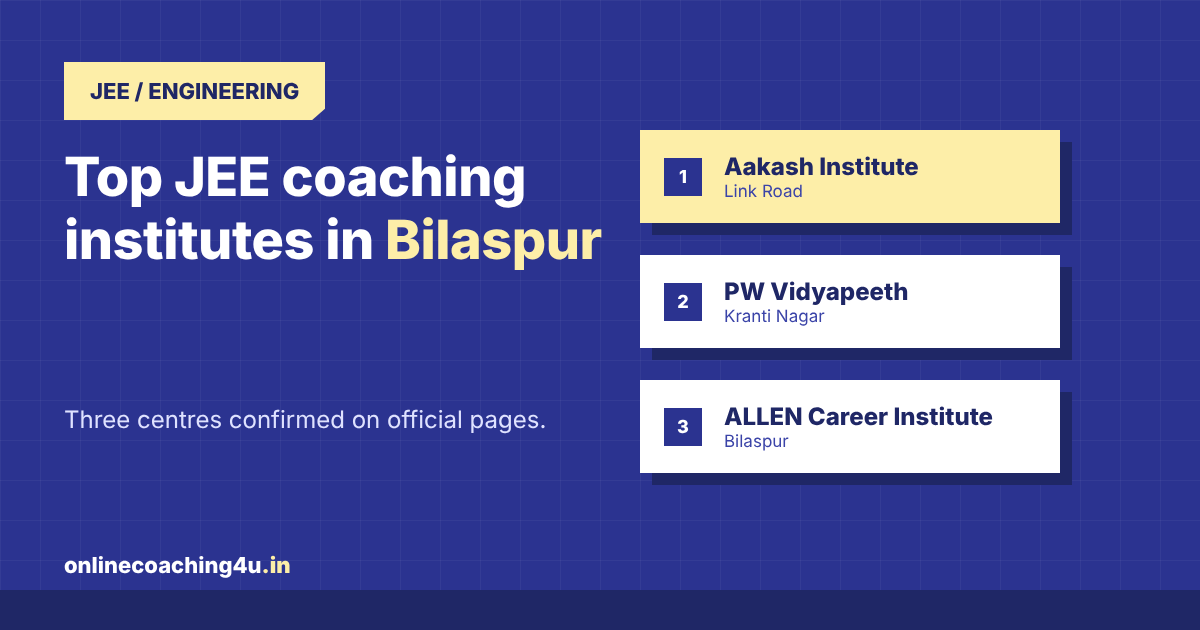 JEE / ENGINEERING
Top JEE coaching
institutes in Bilaspur
Three centres confirmed on official pages.
onlinecoaching4u.in
1
Aakash Institute
Link Road
2
PW Vidyapeeth
Kranti Nagar
3
ALLEN Career Institute
Bilaspur